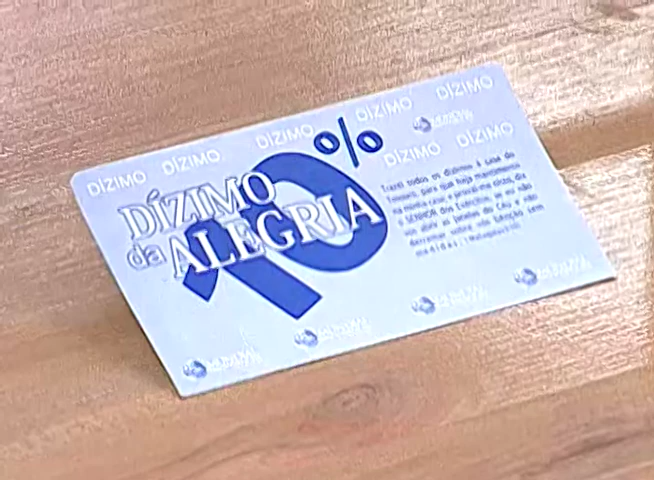 DÍZIMO DÍZIMO DÍZIMO DÍZIMO DÍZIMO
DÍZIMO DÍZIMO
10%
DÍZIMO
da ALEGRIA
Trazei todos os dízimos à casa do
Tesouro, para que haja mantimento
na minha casa; e provai-me nisto, diz
o SENHOR dos Exércitos, se eu não
vos abrir as janelas do Céu e não
derramar sobre vós bênção sem
medida. (Malaquias